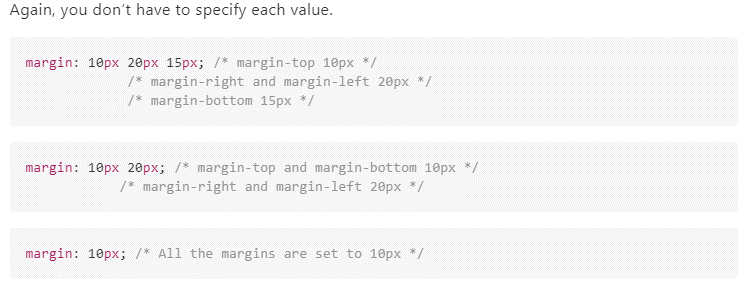 Again, you don't have to specify each value.
margin: 10px 20px 15px; /* margin-top 10px */
/* margin-right and margin-left 20px */
/* margin-bottom 15px */
margin: 10px 20px; /* margin-top and margin-bottom 10px */
/* margin-right and margin-left 20px */
margin: 10px; /* All the margins are set to 10px */